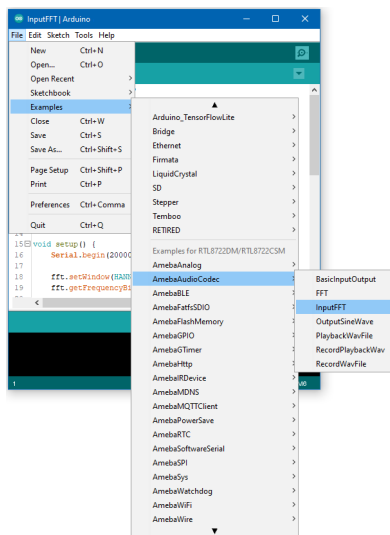 InputFFT | Arduino
File Edit Sketch Tools Help
New Ctrl+N
Open... Ctrl+O
Open Recent
Sketchbook
Examples
Close Ctrl+W
Save Ctrl+S
Save As... Ctrl+Shift+S
Page Setup Ctrl+Shift+P
Print Ctrl+P
Preferences Ctrl+Comma
Quit Ctrl+Q
Arduino_TensorFlowLite
Bridge
Ethernet
Firmata
LiquidCrystal
SD
Stepper
Temboo
RETIRED
Examples for RTL8722DM/RTL8722CSM
AmebaAnalog
AmebaAudioCodec
AmebaBLE
AmebaFatfsSDIO
AmebaFlashMemory
AmebaGPIO
AmebaGTimer
AmebaHttp
AmebaIRDevice
AmebaMDNS
AmebaMQTTClient
AmebaPowerSave
AmebaRTC
AmebaSoftwareSerial
AmebaSPI
AmebaSys
AmebaWatchdog
AmebaWiFi
AmebaWire
BasicInputOutput
FFT
InputFFT
OutputSineWave
PlaybackWavFile
RecordPlaybackWav
RecordWavFile
15 void setup() {
16 Serial.begin(2000
17
18 fft.setWindow(HANN
19 fft.getFrequencyBi
1